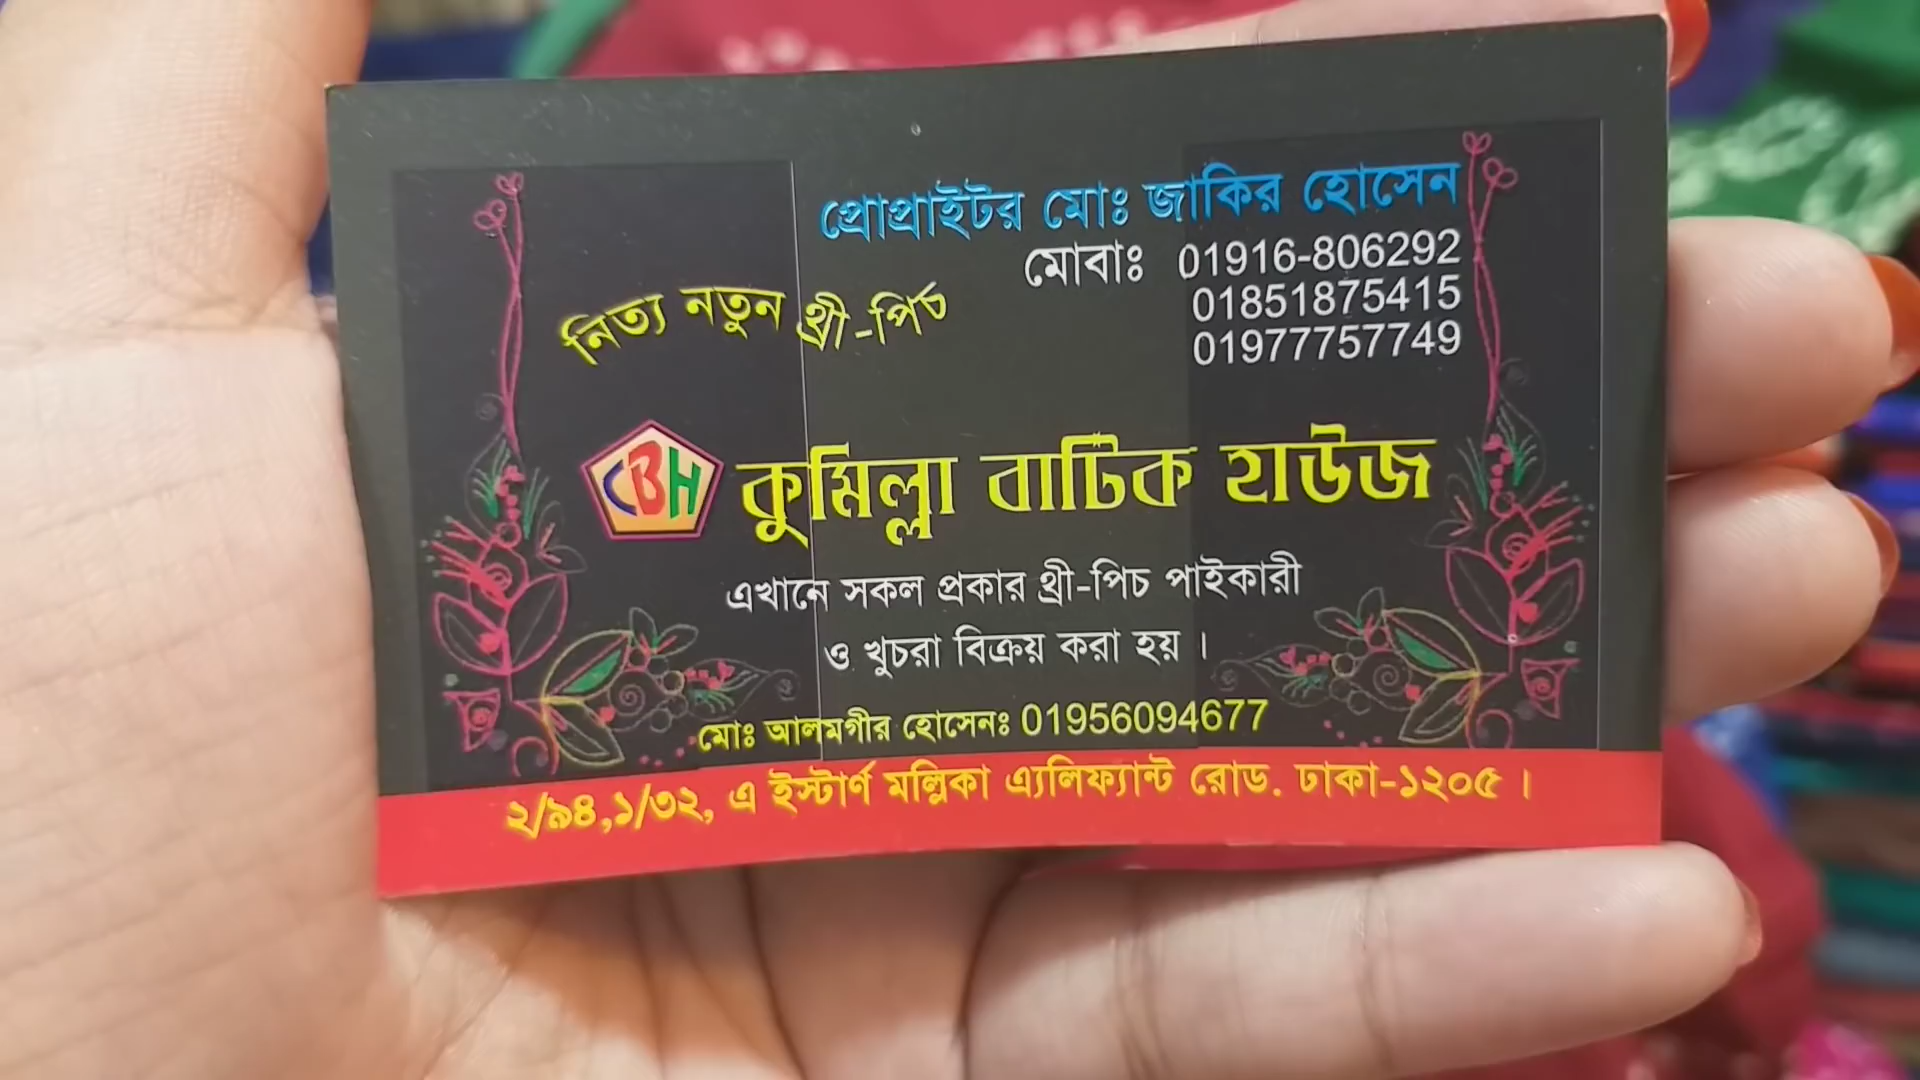 প্রোপ্রাইটর মোঃ জাকির হোসেন
মোবাঃ 01916-806292
01851875415
01977757749
নিত্য নতুন থ্রী-পিচ
CBH কুমিল্লা বাটিক হাউজ
এখানে সকল প্রকার থ্রী-পিচ পাইকারী
ও খুচরা বিক্রয় করা হয় ।
মোঃ আলমগীর হোসেনঃ 01956094677
২/৯৪,১/৩২, এ ইস্টার্ণ মল্লিকা এ্যলিফ্যান্ট রোড. ঢাকা-১২০৫ ।